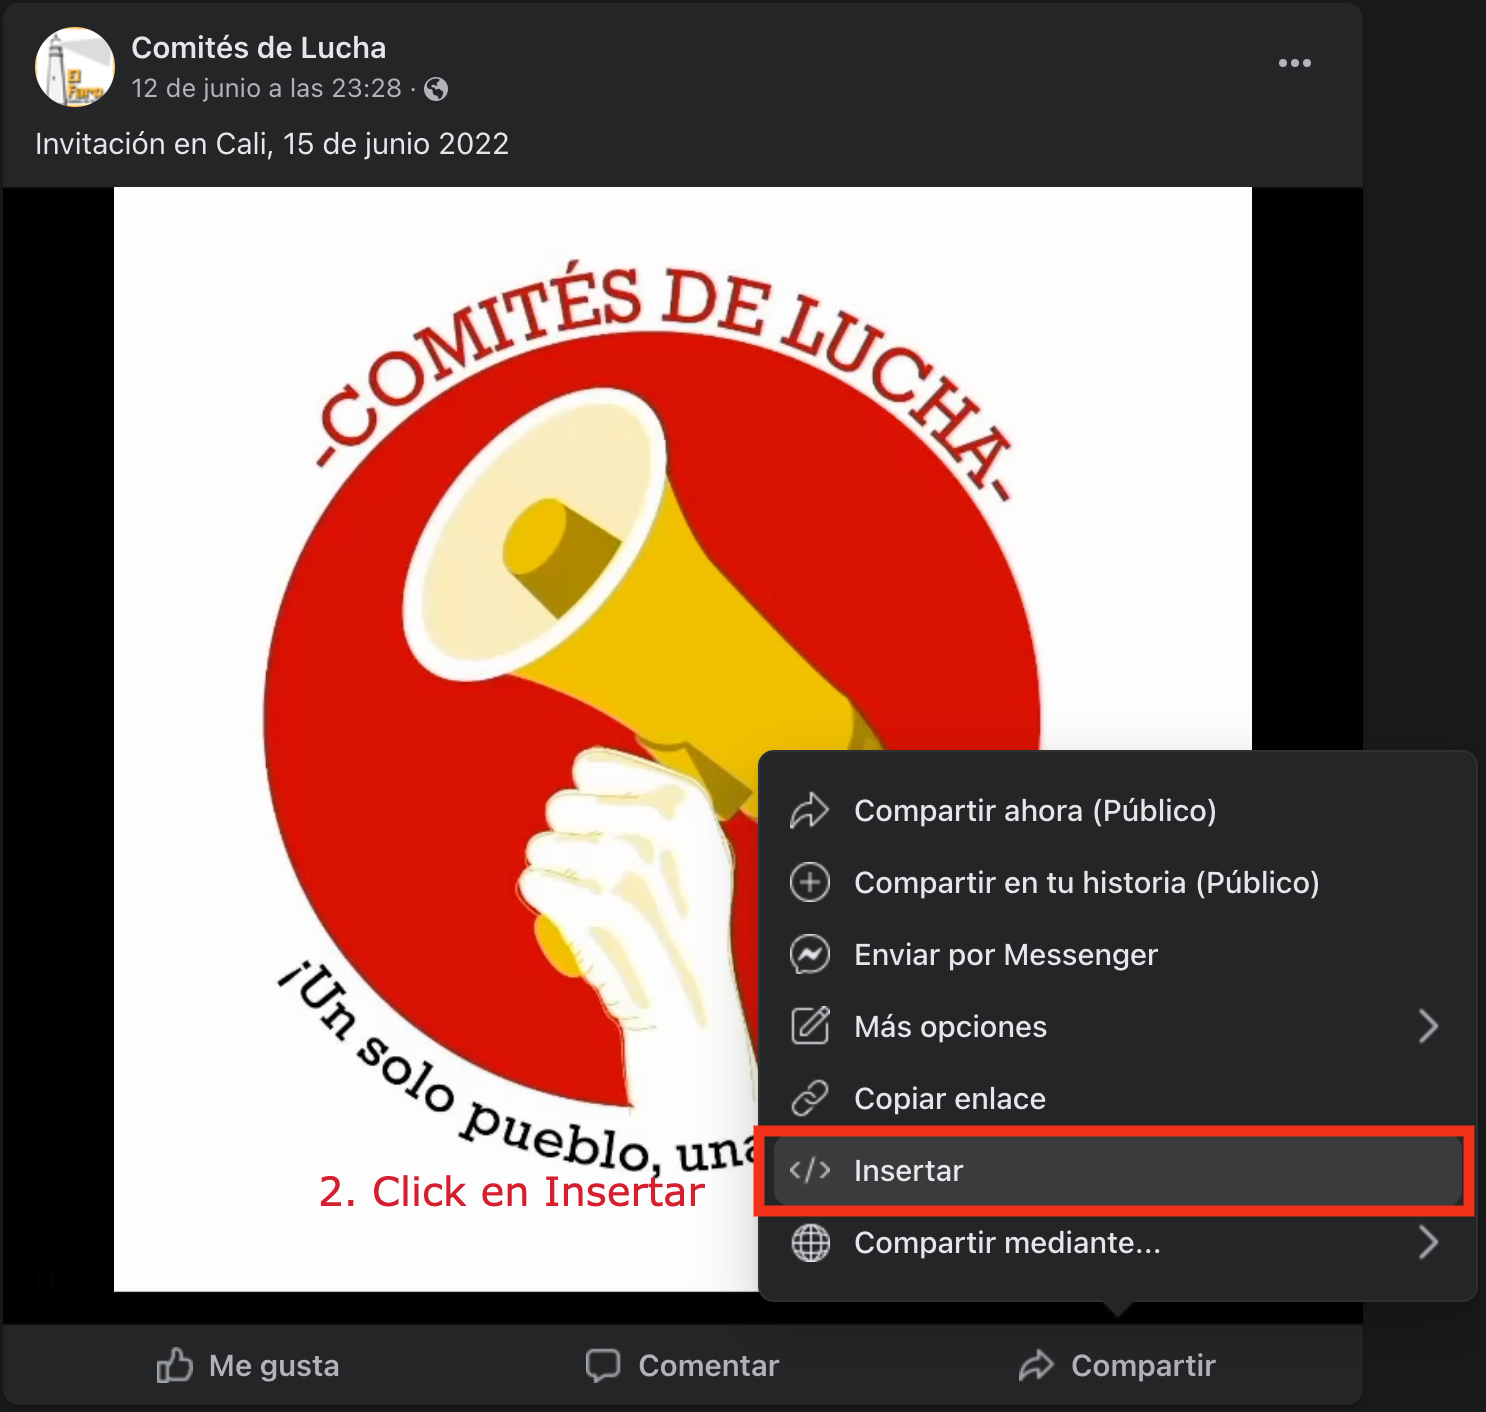 Comités de Lucha
12 de junio a las 23:28 ·
El
Faro
Invitación en Cali, 15 de junio 2022
-COMITÉS DE LUCHA-
¡Un solo pueblo, una
2. Click en Insertar
Compartir ahora (Público)
Compartir en tu historia (Público)
Enviar por Messenger
Más opciones
Copiar enlace
</> Insertar
Compartir mediante...
Me gusta
Comentar
Compartir